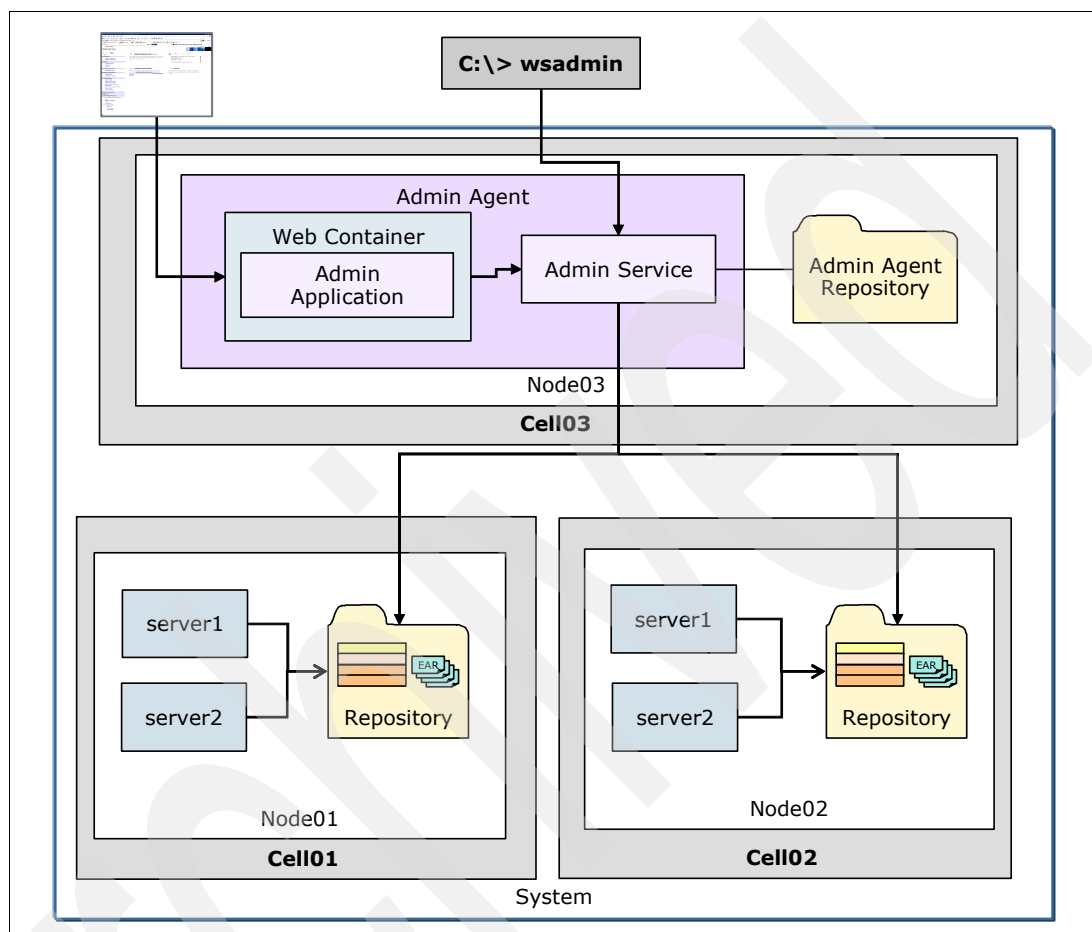 C:\> wsadmin
Admin Agent
Web Container
Admin
Application
Admin Service
Admin Agent
Repository
Node03
Cell03
server1
server2
EAR
Repository
Node01
Cell01
server1
server2
EAR
Repository
Node02
Cell02
System